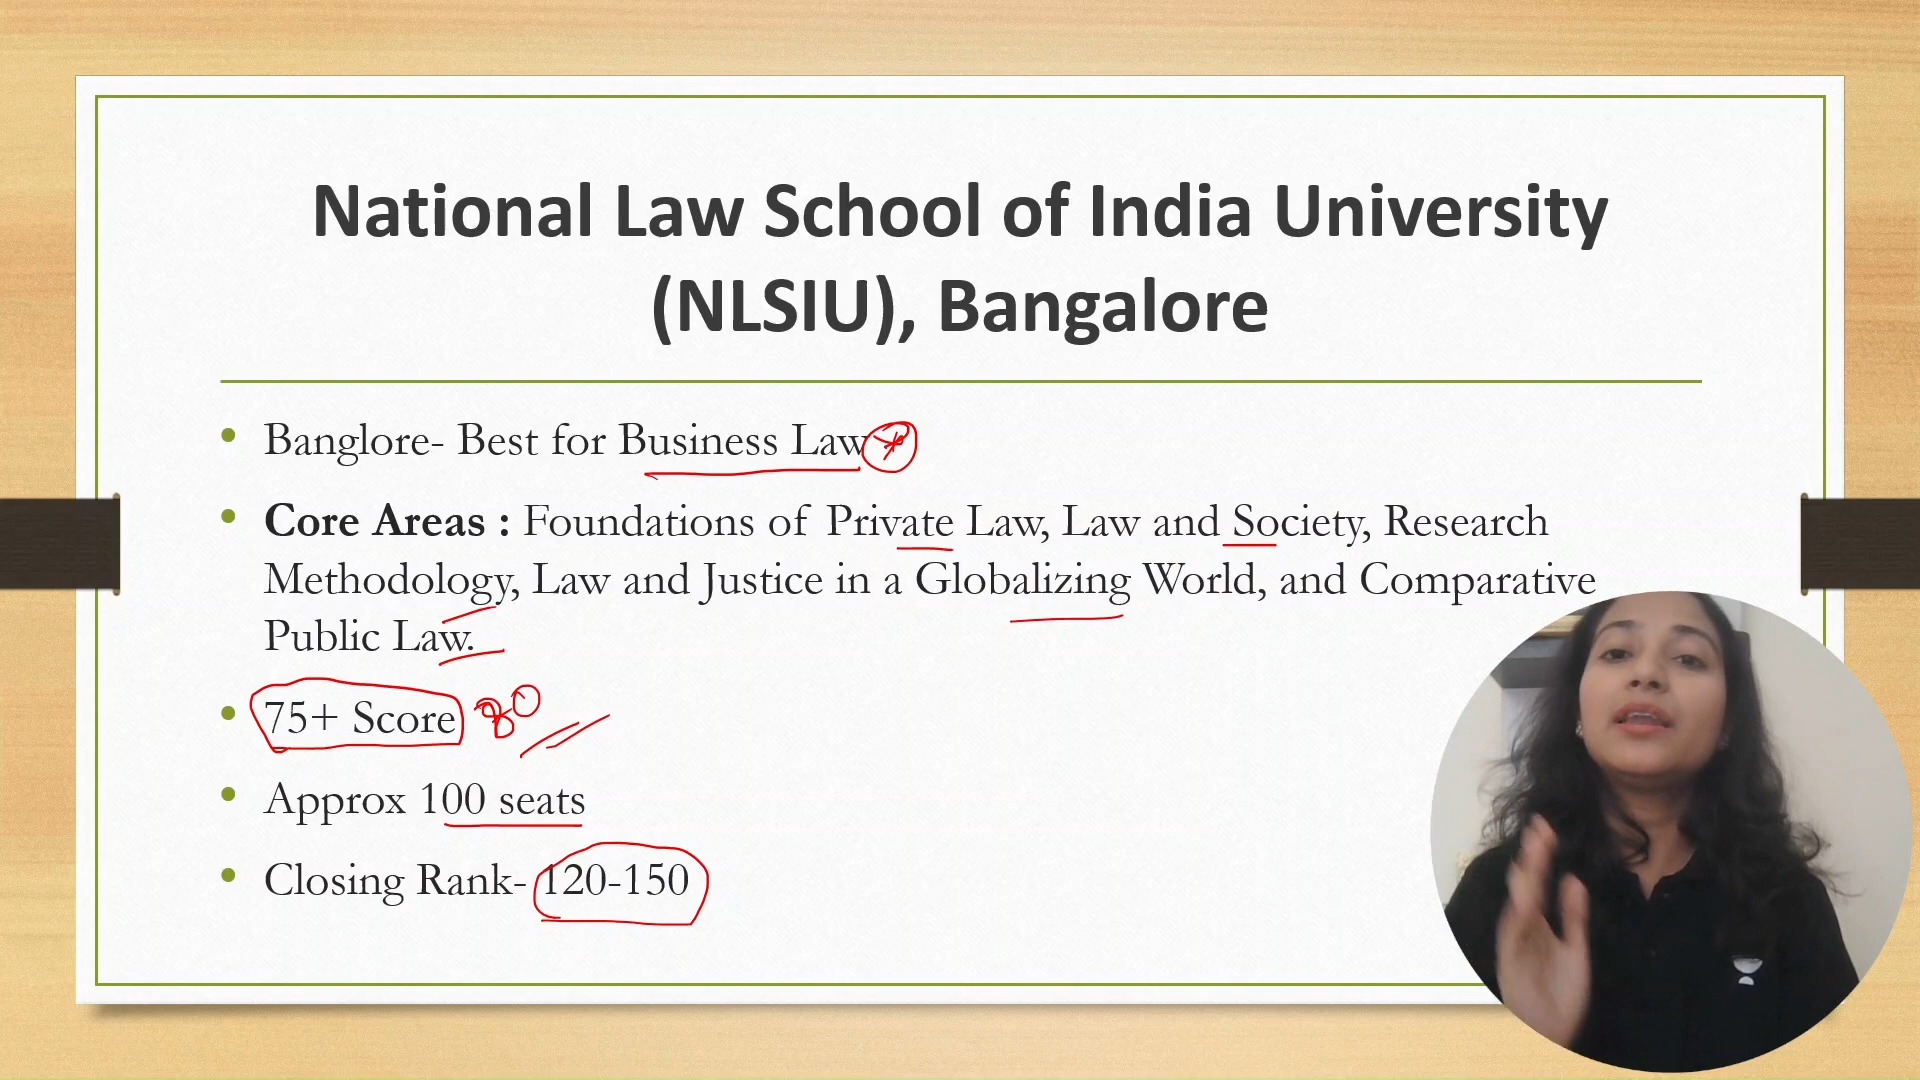 National Law School of India University
(NLSIU), Bangalore
• Banglore- Best for Business Law
• Core Areas : Foundations of Private Law, Law and Society, Research
Methodology, Law and Justice in a Globalizing World, and Comparative
Public Law.
• 75+ Score 80
• Approx 100 seats
• Closing Rank- 120-150